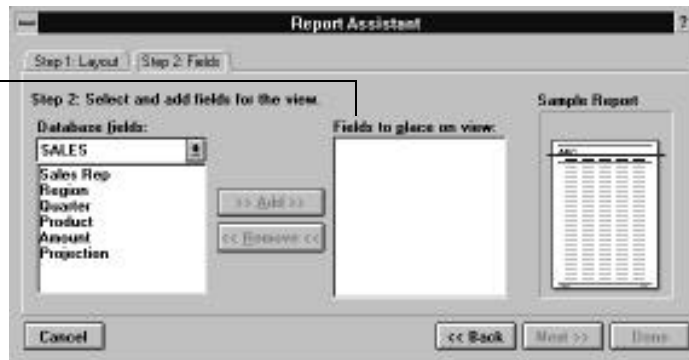 Report Assistant ?
Step 1: Layout Step 2: Fields
Step 2: Select and add fields for the view.
Sample Report
Database fields:
Fields to place on view:
SALES
Sales Rep
Region
Quarter
Product
Amount
Projection
>> Add >>
<< Remove <<
ABC
Cancel
<< Back
Next >>
Done